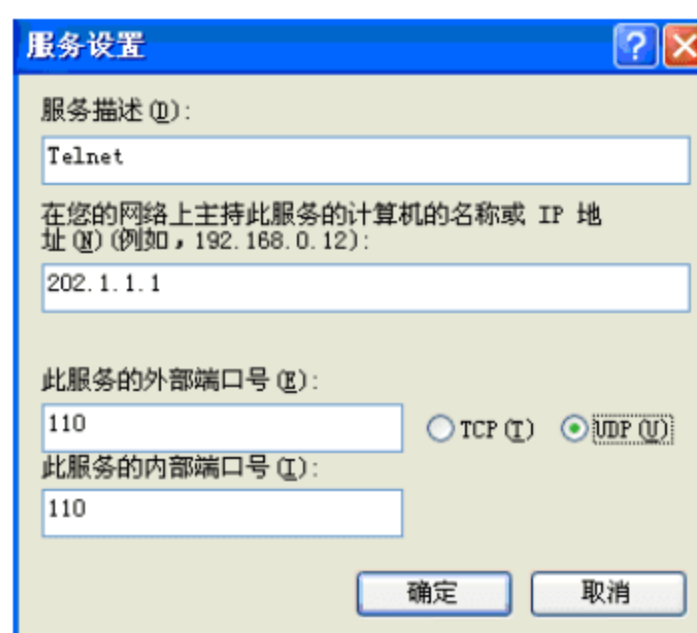 服务设置
服务描述(D):
Telnet
在您的网络上主持此服务的计算机的名称或 IP 地
址(N)(例如，192.168.0.12):
202.1.1.1
此服务的外部端口号(E):
110
TCP(T)
UDP(U)
此服务的内部端口号(I):
110
确定
取消